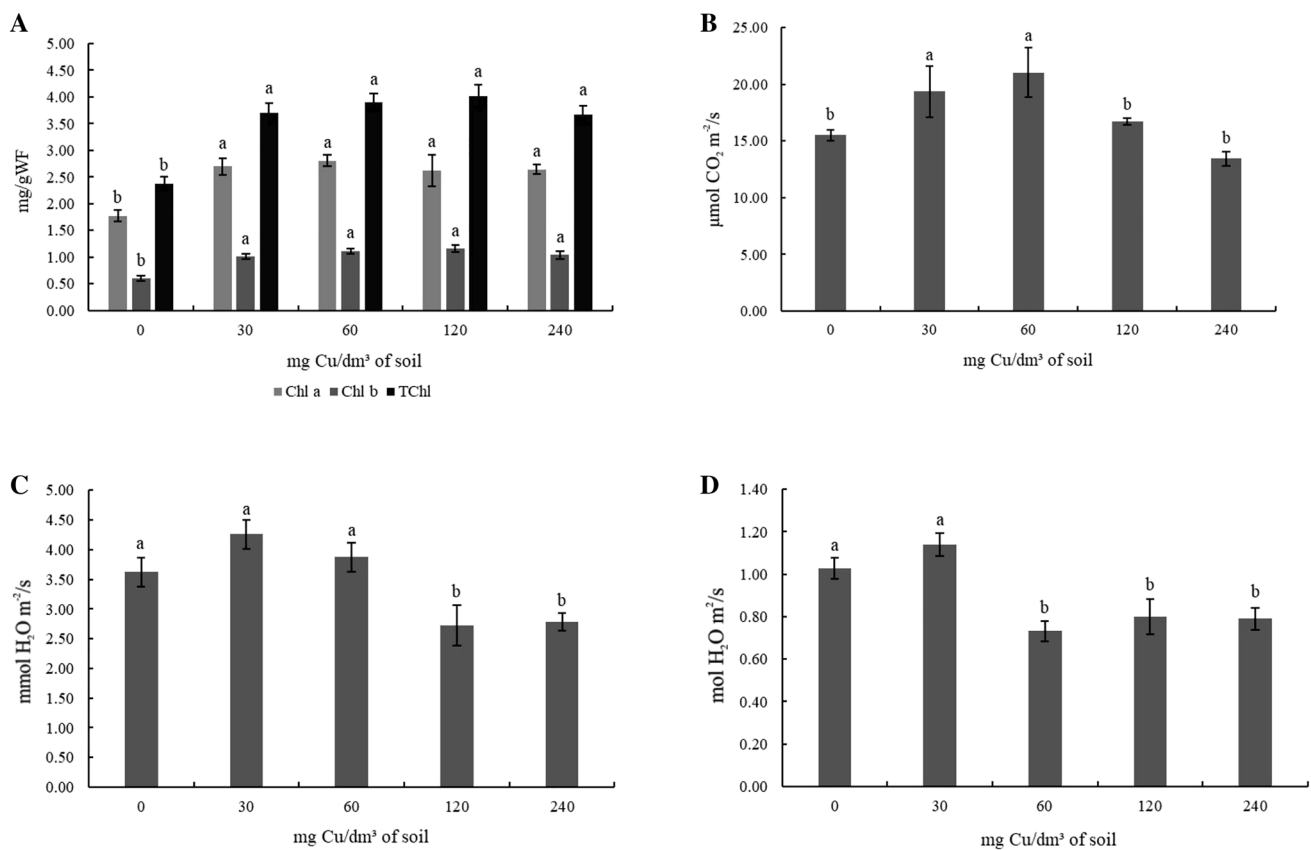 A
5.00
4.50
4.00
3.50
3.00
2.50
2.00
1.50
1.00
0.50
0.00
mg/gWF
b b b
a a a
a a a
a a a
a a a
0 30 60 120 240
mg Cu/dm³ of soil
Chl a Chl b TChl
B
25.00
20.00
15.00
10.00
5.00
0.00
µmol CO₂ m⁻²/s
b a a b b
0 30 60 120 240
mg Cu/dm³ of soil
C
5.00
4.50
4.00
3.50
3.00
2.50
2.00
1.50
1.00
0.50
0.00
mmol H₂O m⁻²/s
a a a b b
0 30 60 120 240
mg Cu/dm³ of soil
D
1.40
1.20
1.00
0.80
0.60
0.40
0.20
0.00
mol H₂O m²/s
a a b b b
0 30 60 120 240
mg Cu/dm³ of soil